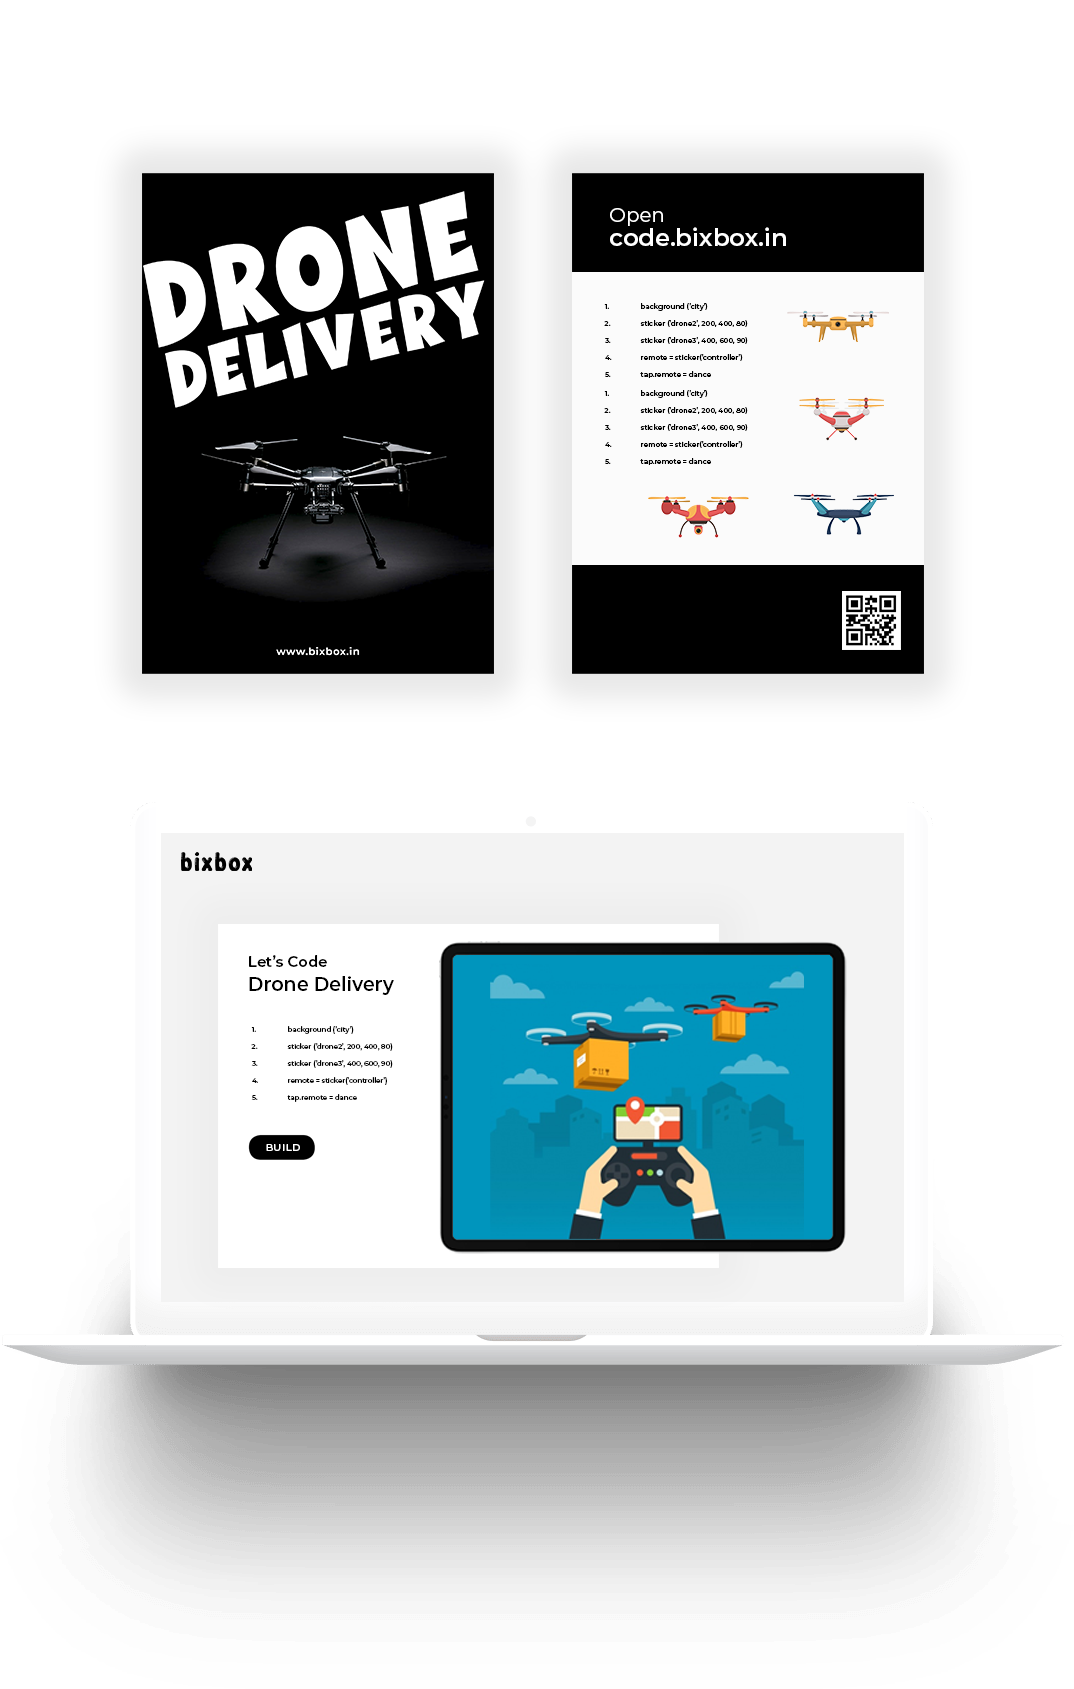 DRONE
DELIVERY
www.bixbox.in
Open
code.bixbox.in
1. background ('city')
2. sticker ('drone2', 200, 400, 80)
3. sticker ('drone3', 400, 600, 90)
4. remote = sticker('controller')
5. tap.remote = dance
1. background ('city')
2. sticker ('drone2', 200, 400, 80)
3. sticker ('drone3', 400, 600, 90)
4. remote = sticker('controller')
5. tap.remote = dance
bixbox
Let's Code
Drone Delivery
1. background ('city')
2. sticker ('drone2', 200, 400, 80)
3. sticker ('drone3', 400, 600, 90)
4. remote = sticker('controller')
5. tap.remote = dance
BUILD